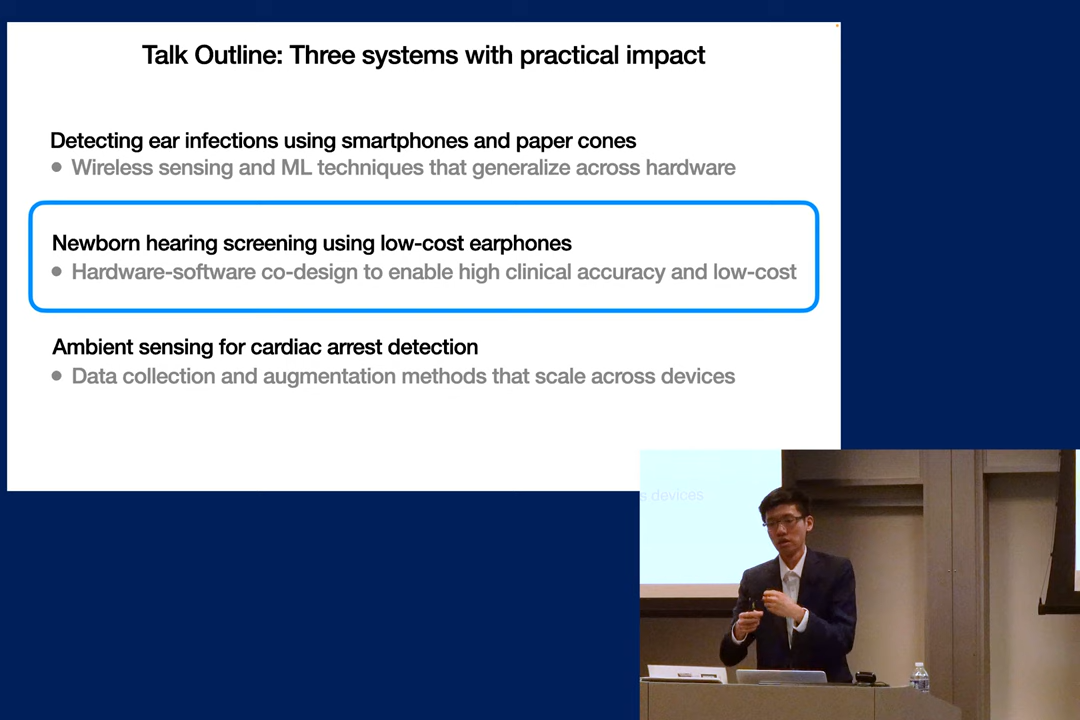 Talk Outline: Three systems with practical impact
Detecting ear infections using smartphones and paper cones
● Wireless sensing and ML techniques that generalize across hardware
Newborn hearing screening using low-cost earphones
● Hardware-software co-design to enable high clinical accuracy and low-cost
Ambient sensing for cardiac arrest detection
● Data collection and augmentation methods that scale across devices
s devices